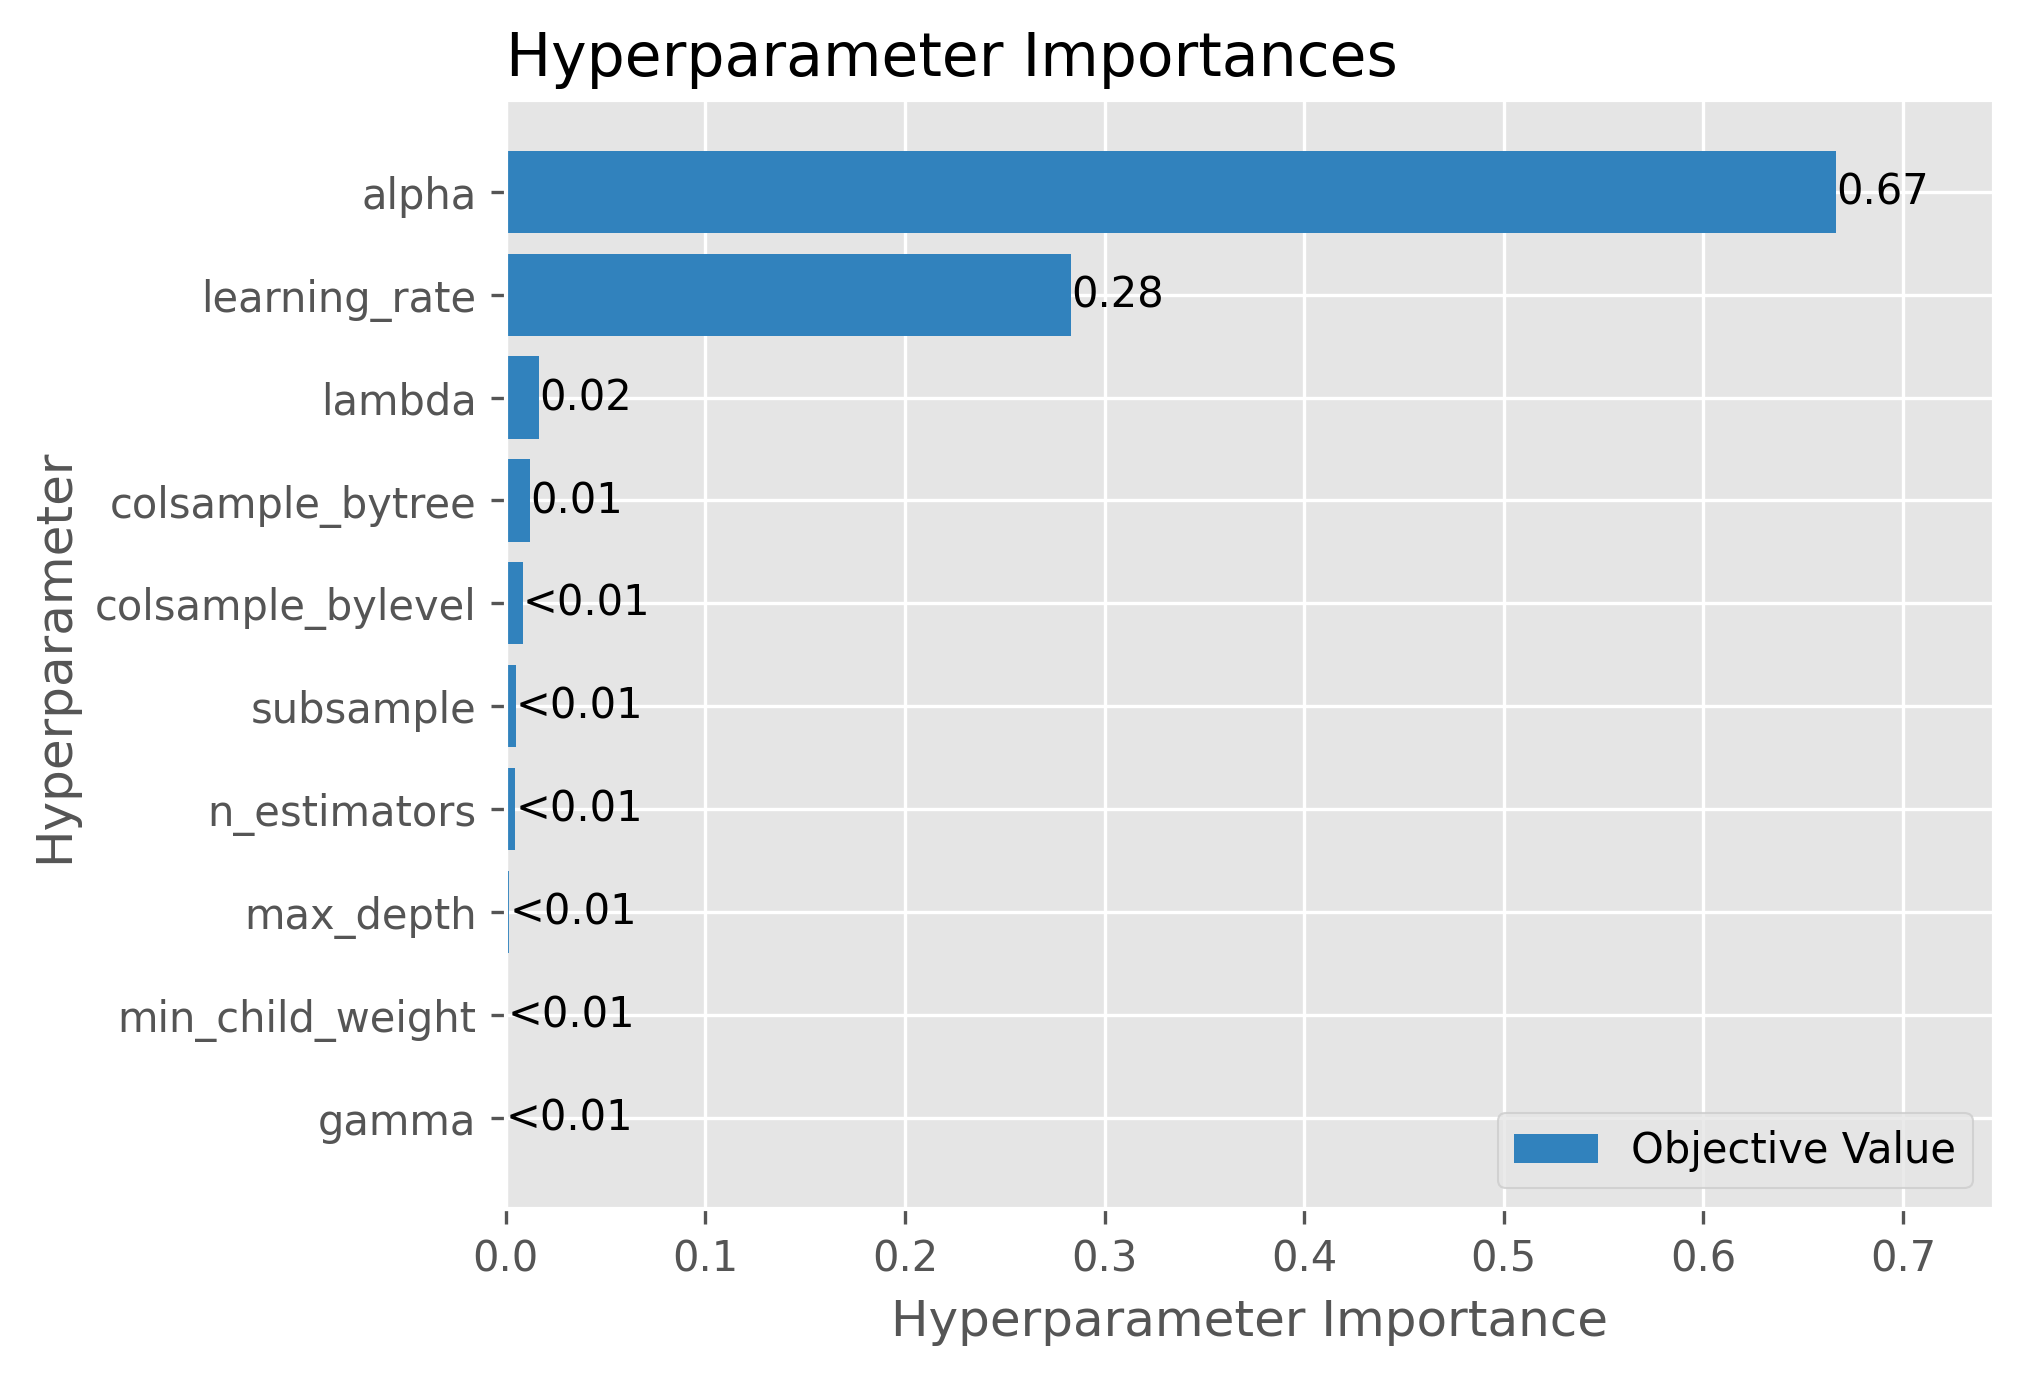 Hyperparameter Importances
Hyperparameter
alpha 0.67
learning_rate 0.28
lambda 0.02
colsample_bytree 0.01
colsample_bylevel <0.01
subsample <0.01
n_estimators <0.01
max_depth <0.01
min_child_weight <0.01
gamma <0.01
Objective Value
0.0 0.1 0.2 0.3 0.4 0.5 0.6 0.7
Hyperparameter Importance